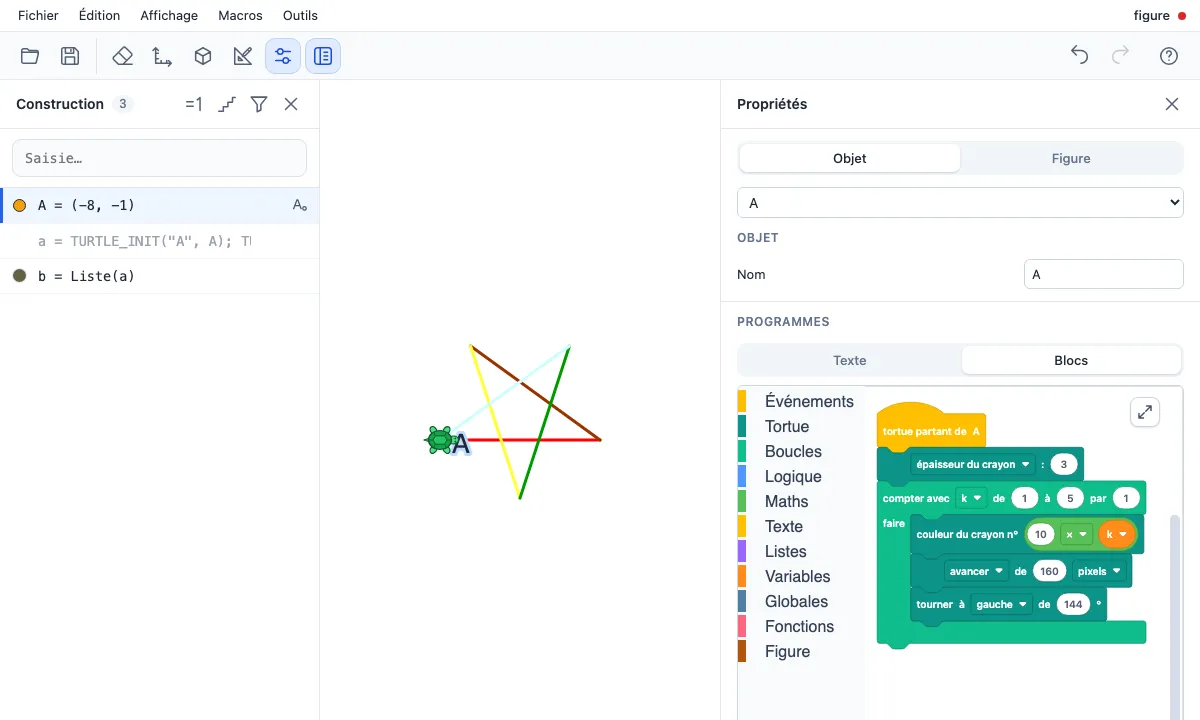 Fichier Édition Affichage Macros Outils figure
Construction 3 =1
Saisie…
A = (−8, −1) A
a = TURTLE_INIT("A", A);
b = Liste(a)
A
Propriétés
Objet Figure
A
OBJET
Nom A
PROGRAMMES
Texte Blocs
Événements
Tortue
Boucles
Logique
Maths
Texte
Listes
Variables
Globales
Fonctions
Figure
tortue partant de A
épaisseur du crayon : 3
compter avec k de 1 à 5 par 1
faire
couleur du crayon n° 10 × k
avancer de 160 pixels
tourner à gauche de 144 °